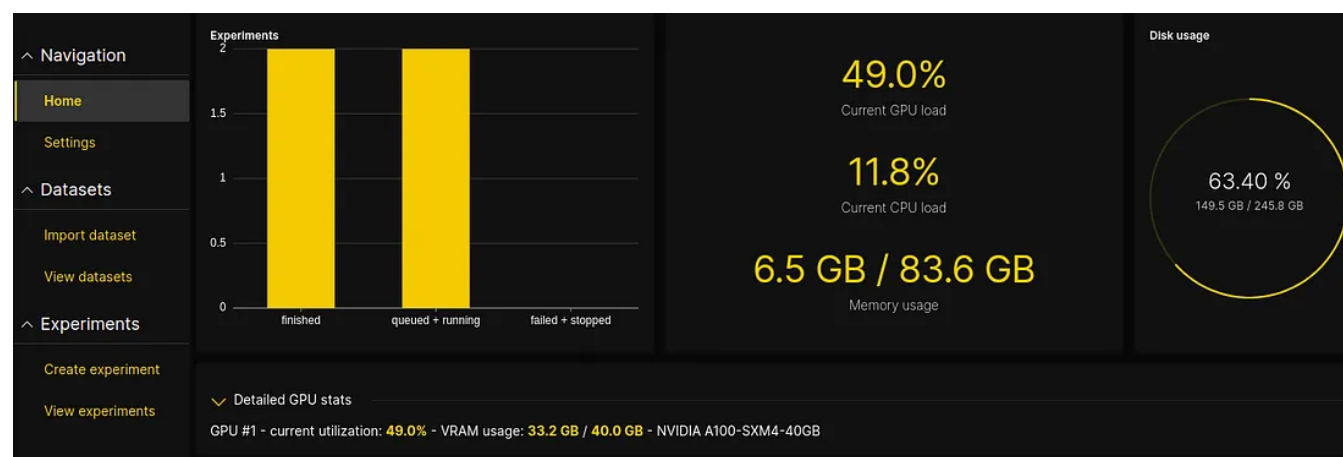 Navigation
Home
Settings
Datasets
Import dataset
View datasets
Experiments
Create experiment
View experiments
Experiments
2
1.5
1
0.5
0
finished
queued + running
failed + stopped
49.0%
Current GPU load
11.8%
Current CPU load
6.5 GB / 83.6 GB
Memory usage
Disk usage
63.40 %
149.5 GB / 245.8 GB
Detailed GPU stats
GPU #1 - current utilization: 49.0% - VRAM usage: 33.2 GB / 40.0 GB - NVIDIA A100-SXM4-40GB